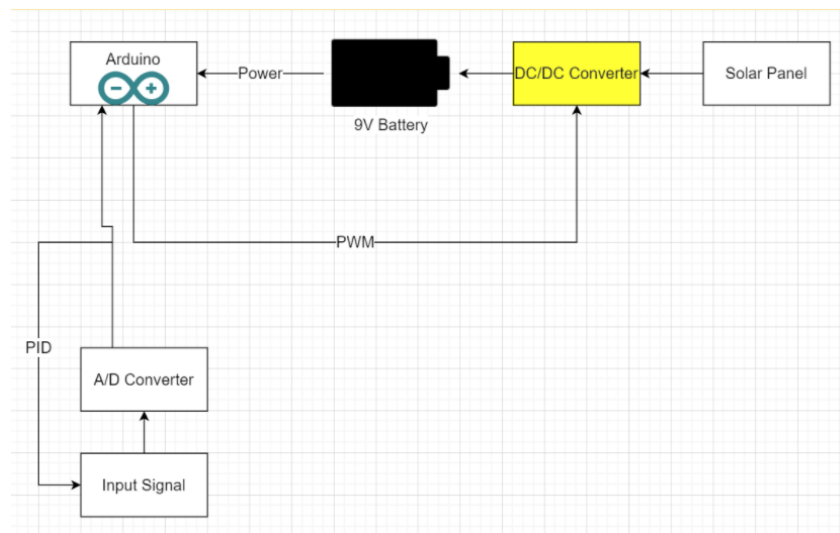 Arduino
Power
9V Battery
DC/DC Converter
Solar Panel
PWM
PID
A/D Converter
Input Signal